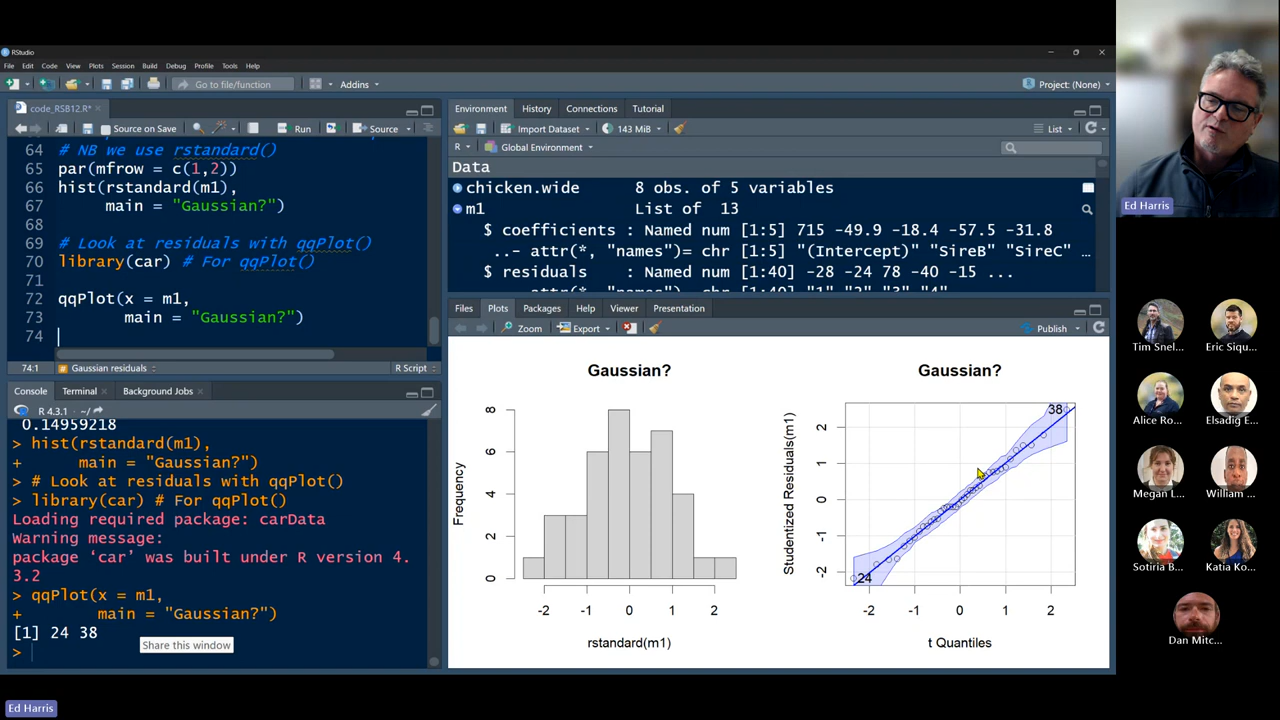 RStudio
File Edit Code View Plots Session Build Debug Profile Tools Help
Go to file/function
Addins
Project: (None)
code_RSB12.R*
Source on Save
Run
Source
64 # NB we use rstandard()
65 par(mfrow = c(1,2))
66 hist(rstandard(m1),
67 main = "Gaussian?")
68
69 # Look at residuals with qqPlot()
70 library(car) # For qqPlot()
71
72 qqPlot(x = m1,
73 main = "Gaussian?")
74
74:1
Gaussian residuals
R Script
Console Terminal Background Jobs
R 4.3.1 · ~/
0.14959218
> hist(rstandard(m1),
+ main = "Gaussian?")
> # Look at residuals with qqPlot()
> library(car) # For qqPlot()
Loading required package: carData
Warning message:
package ‘car’ was built under R version 4.
3.2
> qqPlot(x = m1,
+ main = "Gaussian?")
[1] 24 38
>
Share this window
Environment History Connections Tutorial
Import Dataset
143 MiB
List
R
Global Environment
Data
chicken.wide 8 obs. of 5 variables
m1 List of 13
$ coefficients : Named num [1:5] 715 -49.9 -18.4 -57.5 -31.8
..- attr(*, "names")= chr [1:5] "(Intercept)" "SireB" "SireC" …
$ residuals : Named num [1:40] -28 -24 78 -40 -15 ...
Files Plots Packages Help Viewer Presentation
Zoom
Export
Publish
Gaussian?
Frequency
8
6
4
2
0
-2 -1 0 1 2
rstandard(m1)
Gaussian?
Studentized Residuals(m1)
2
1
0
-1
-2
38
24
-2 -1 0 1 2
t Quantiles
Ed Harris
Tim Snel...
Eric Siqu...
Alice Ro...
Elsadig E...
Megan L...
William ...
Sotiria B...
Katia Ko...
Dan Mitc...
Ed Harris